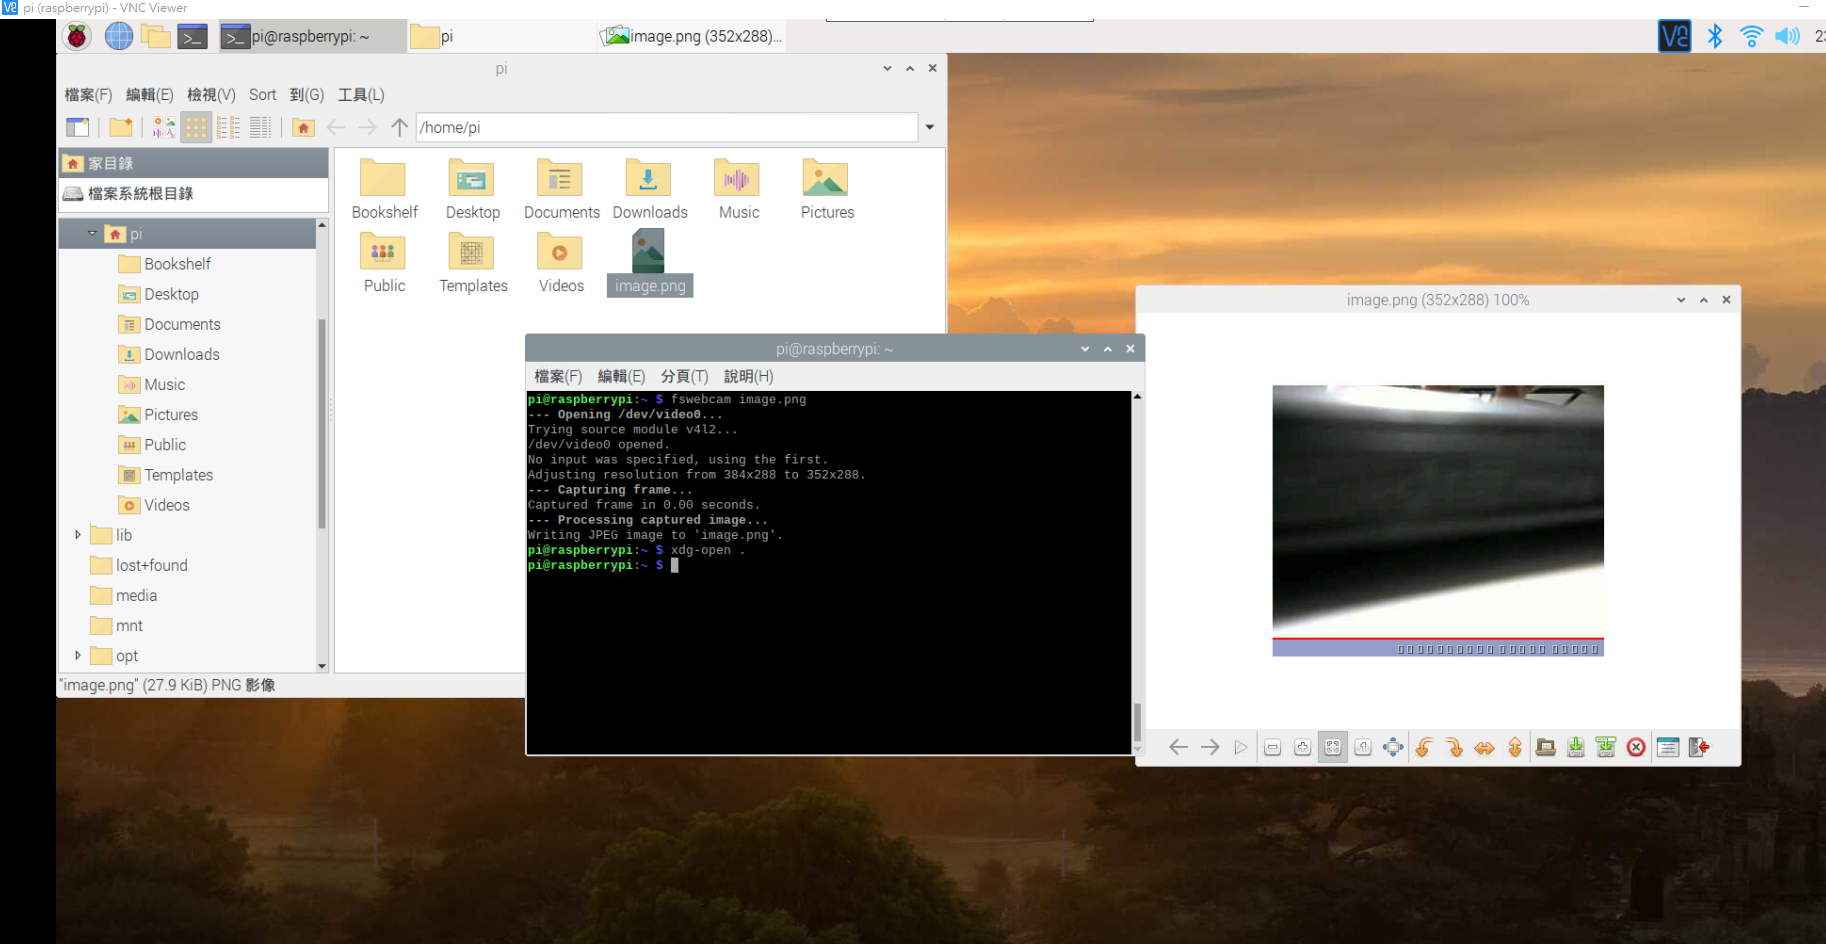 pi (raspberrypi) - VNC Viewer
pi@raspberrypi: ~
pi
image.png (352x288)...
pi
檔案(F) 編輯(E) 檢視(V) Sort 到(G) 工具(L)
/home/pi
家目錄
檔案系統根目錄
pi
Bookshelf
Desktop
Documents
Downloads
Music
Pictures
Public
Templates
Videos
lib
lost+found
media
mnt
opt
Bookshelf Desktop Documents Downloads Music Pictures
Public Templates Videos image.png
"image.png" (27.9 KiB) PNG 影像
pi@raspberrypi: ~
檔案(F) 編輯(E) 分頁(T) 說明(H)
pi@raspberrypi:~ $ fswebcam image.png
--- Opening /dev/video0...
Trying source module v4l2...
/dev/video0 opened.
No input was specified, using the first.
Adjusting resolution from 384x288 to 352x288.
--- Capturing frame...
Captured frame in 0.00 seconds.
--- Processing captured image...
Writing JPEG image to 'image.png'.
pi@raspberrypi:~ $ xdg-open .
pi@raspberrypi:~ $
image.png (352x288) 100%